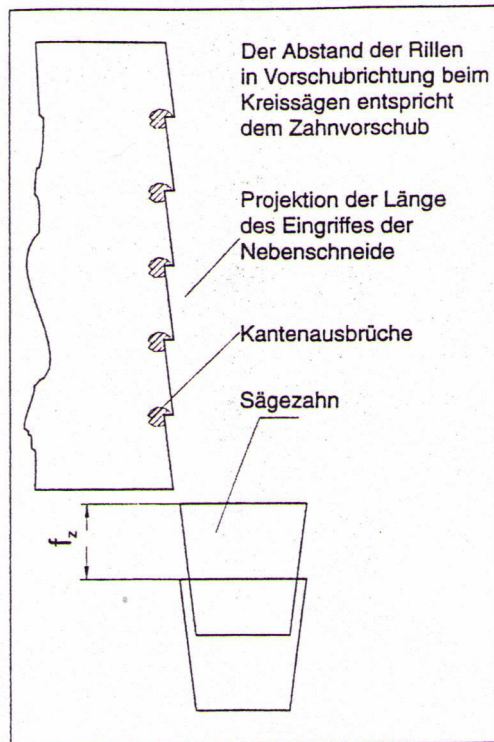 Der Abstand der Rillen
in Vorschubrichtung beim
Kreissägen entspricht
dem Zahnvorschub
Projektion der Länge
des Eingriffes der
Nebenschneide
Kantenausbrüche
Sägezahn
f_z